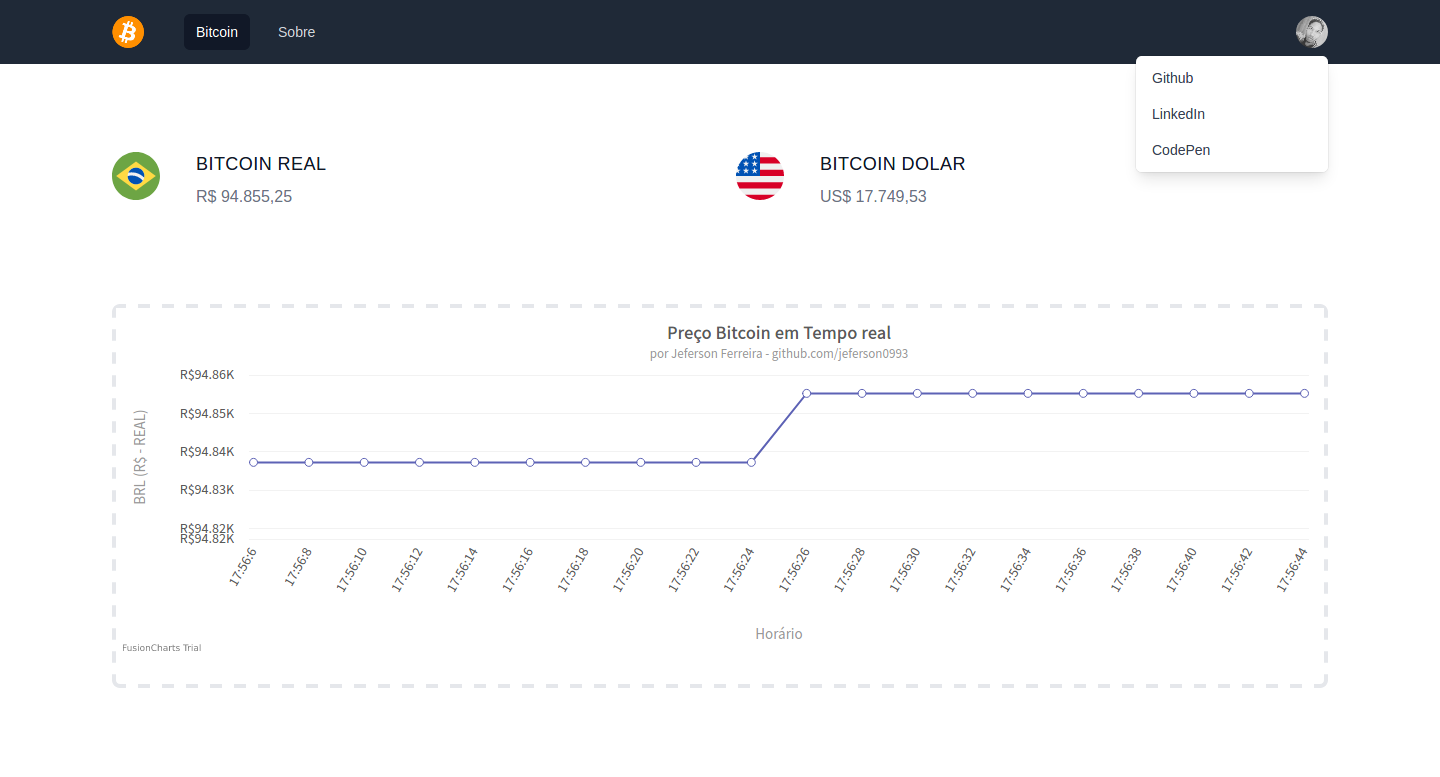 Bitcoin
Sobre
Github
LinkedIn
CodePen
BITCOIN REAL
R$ 94.855,25
BITCOIN DOLAR
US$ 17.749,53
Preço Bitcoin em Tempo real
por Jeferson Ferreira - github.com/jeferson0993
BRL (R$ - REAL)
R$94.86K
R$94.85K
R$94.84K
R$94.83K
R$94.82K
R$94.82K
17:56:6
17:56:8
17:56:10
17:56:12
17:56:14
17:56:16
17:56:18
17:56:20
17:56:22
17:56:24
17:56:26
17:56:28
17:56:30
17:56:32
17:56:34
17:56:36
17:56:38
17:56:40
17:56:42
17:56:44
Horário
FusionCharts Trial